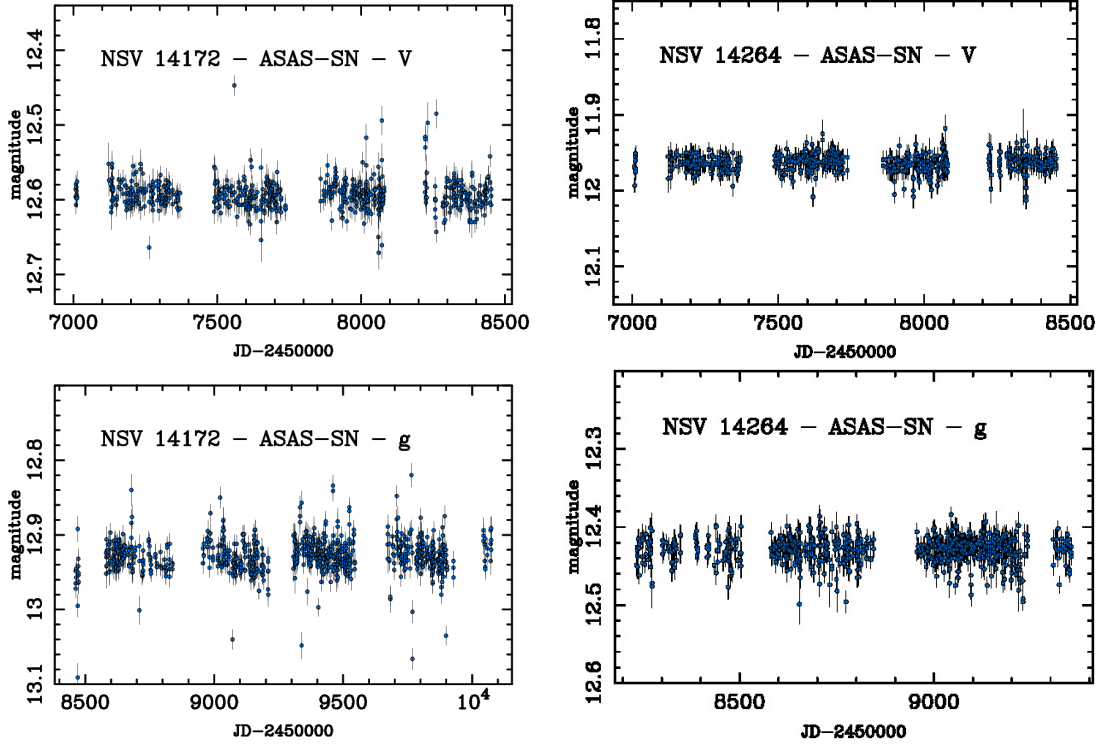 NSV 14172 - ASAS-SN - V
magnitude
12.4
12.5
12.6
12.7
7000 7500 8000 8500
JD-2450000
NSV 14264 - ASAS-SN - V
magnitude
11.8
11.9
12
12.1
7000 7500 8000 8500
JD-2450000
NSV 14172 - ASAS-SN - g
magnitude
12.8
12.9
13
13.1
8500 9000 9500 10⁴
JD-2450000
NSV 14264 - ASAS-SN - g
magnitude
12.3
12.4
12.5
12.6
8500 9000
JD-2450000